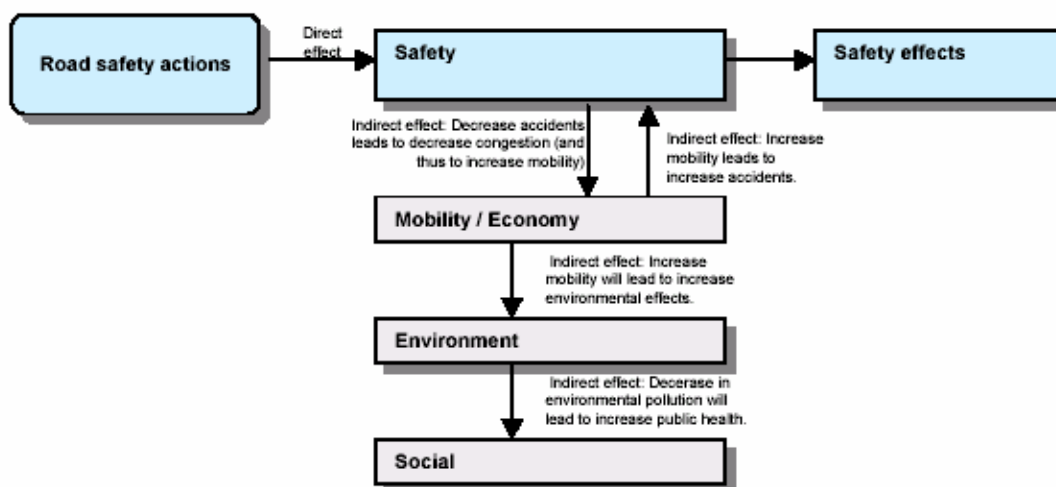 Direct
effect
Road safety actions
Safety
Safety effects
Indirect effect: Decrease accidents
leads to decrease congestion (and
thus to increase mobility)
Indirect effect: Increase
mobility leads to
increase accidents.
Mobility / Economy
Indirect effect: Increase
mobility will lead to increase
environmental effects.
Environment
Indirect effect: Decerase in
environmental pollution will
lead to increase public health.
Social